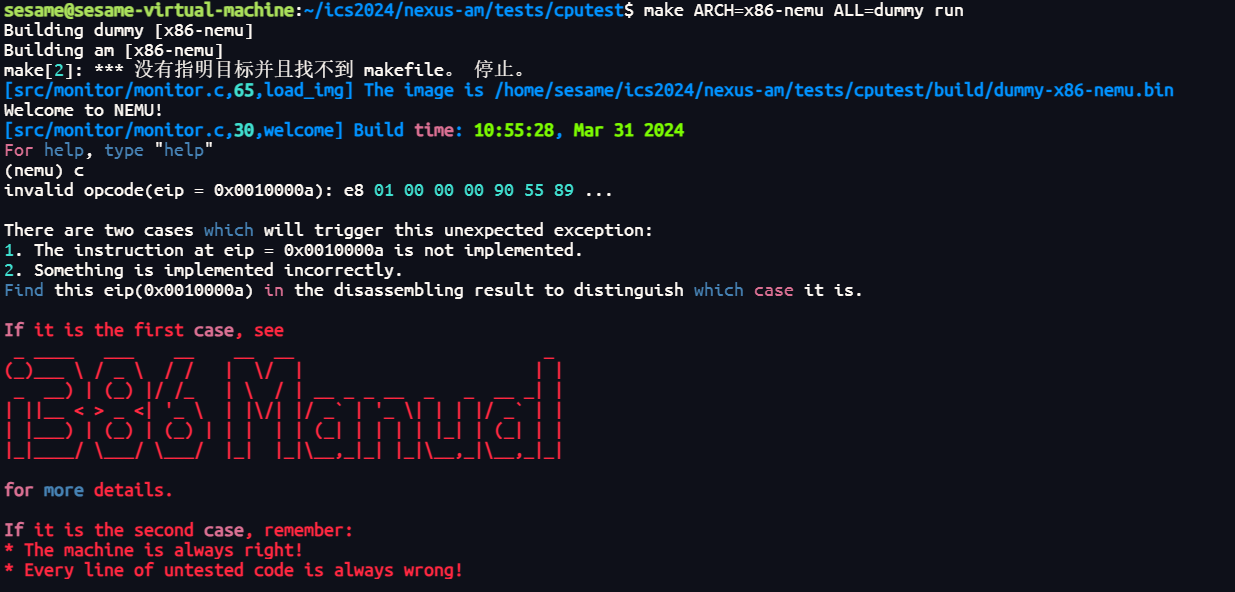 sesame@sesame-virtual-machine:~/ics2024/nexus-am/tests/cputest$ make ARCH=x86-nemu ALL=dummy run
Building dummy [x86-nemu]
Building am [x86-nemu]
make[2]: *** 没有指明目标并且找不到 makefile。 停止。
[src/monitor/monitor.c,65,load_img] The image is /home/sesame/ics2024/nexus-am/tests/cputest/build/dummy-x86-nemu.bin
Welcome to NEMU!
[src/monitor/monitor.c,30,welcome] Build time: 10:55:28, Mar 31 2024
For help, type "help"
(nemu) c
invalid opcode(eip = 0x0010000a): e8 01 00 00 00 90 55 89 ...
There are two cases which will trigger this unexpected exception:
1. The instruction at eip = 0x0010000a is not implemented.
2. Something is implemented incorrectly.
Find this eip(0x0010000a) in the disassembling result to distinguish which case it is.
If it is the first case, see
i386 Manual
for more details.
If it is the second case, remember:
* The machine is always right!
* Every line of untested code is always wrong!